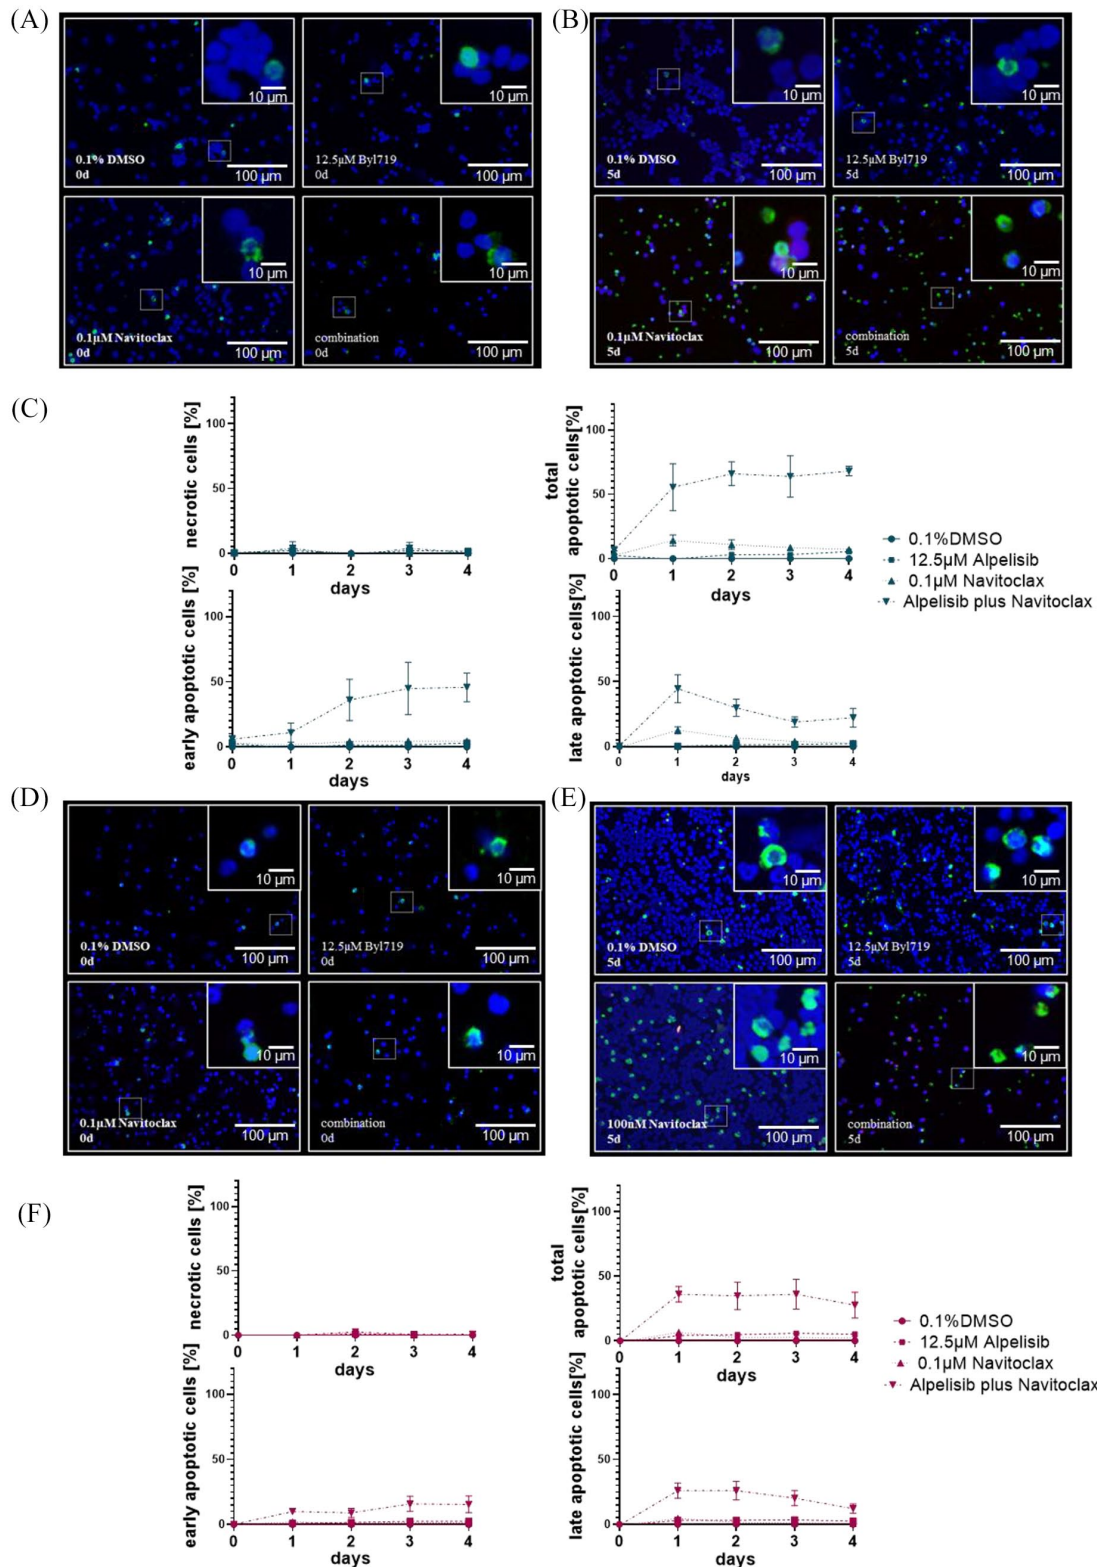 (A)
(B)
10 µm
10 µm
0.1% DMSO
0d
100 µm
12.5µM Byl719
0d
100 µm
10 µm
10 µm
0.1% DMSO
5d
100 µm
12.5µM Byl719
5d
100 µm
10 µm
10 µm
0.1µM Navitoclax
0d
100 µm
combination
0d
100 µm
10 µm
10 µm
0.1µM Navitoclax
5d
100 µm
combination
5d
100 µm
(C)
necrotic cells [%]
100
50
0
0 1 2 3 4
days
total
apoptotic cells[%]
100
50
0
0 1 2 3 4
days
0.1%DMSO
12.5µM Alpelisib
0.1µM Navitoclax
Alpelisib plus Navitoclax
early apoptotic cells [%]
100
50
0
0 1 2 3 4
days
late apoptotic cells[%]
100
50
0
0 1 2 3 4
days
(D)
(E)
10 µm
10 µm
0.1% DMSO
0d
100 µm
12.5µM Byl719
0d
100 µm
10 µm
10 µm
0.1% DMSO
5d
100 µm
12.5µM Byl719
5d
100 µm
10 µm
10 µm
0.1µM Navitoclax
0d
100 µm
combination
0d
100 µm
10 µm
10 µm
100nM Navitoclax
5d
100 µm
combination
5d
100 µm
(F)
necrotic cells [%]
100
50
0
0 1 2 3 4
days
total
apoptotic cells[%]
100
50
0
0 1 2 3 4
days
0.1%DMSO
12.5µM Alpelisib
0.1µM Navitoclax
Alpelisib plus Navitoclax
early apoptotic cells [%]
100
50
0
0 1 2 3 4
days
late apoptotic cells[%]
100
50
0
0 1 2 3 4
days